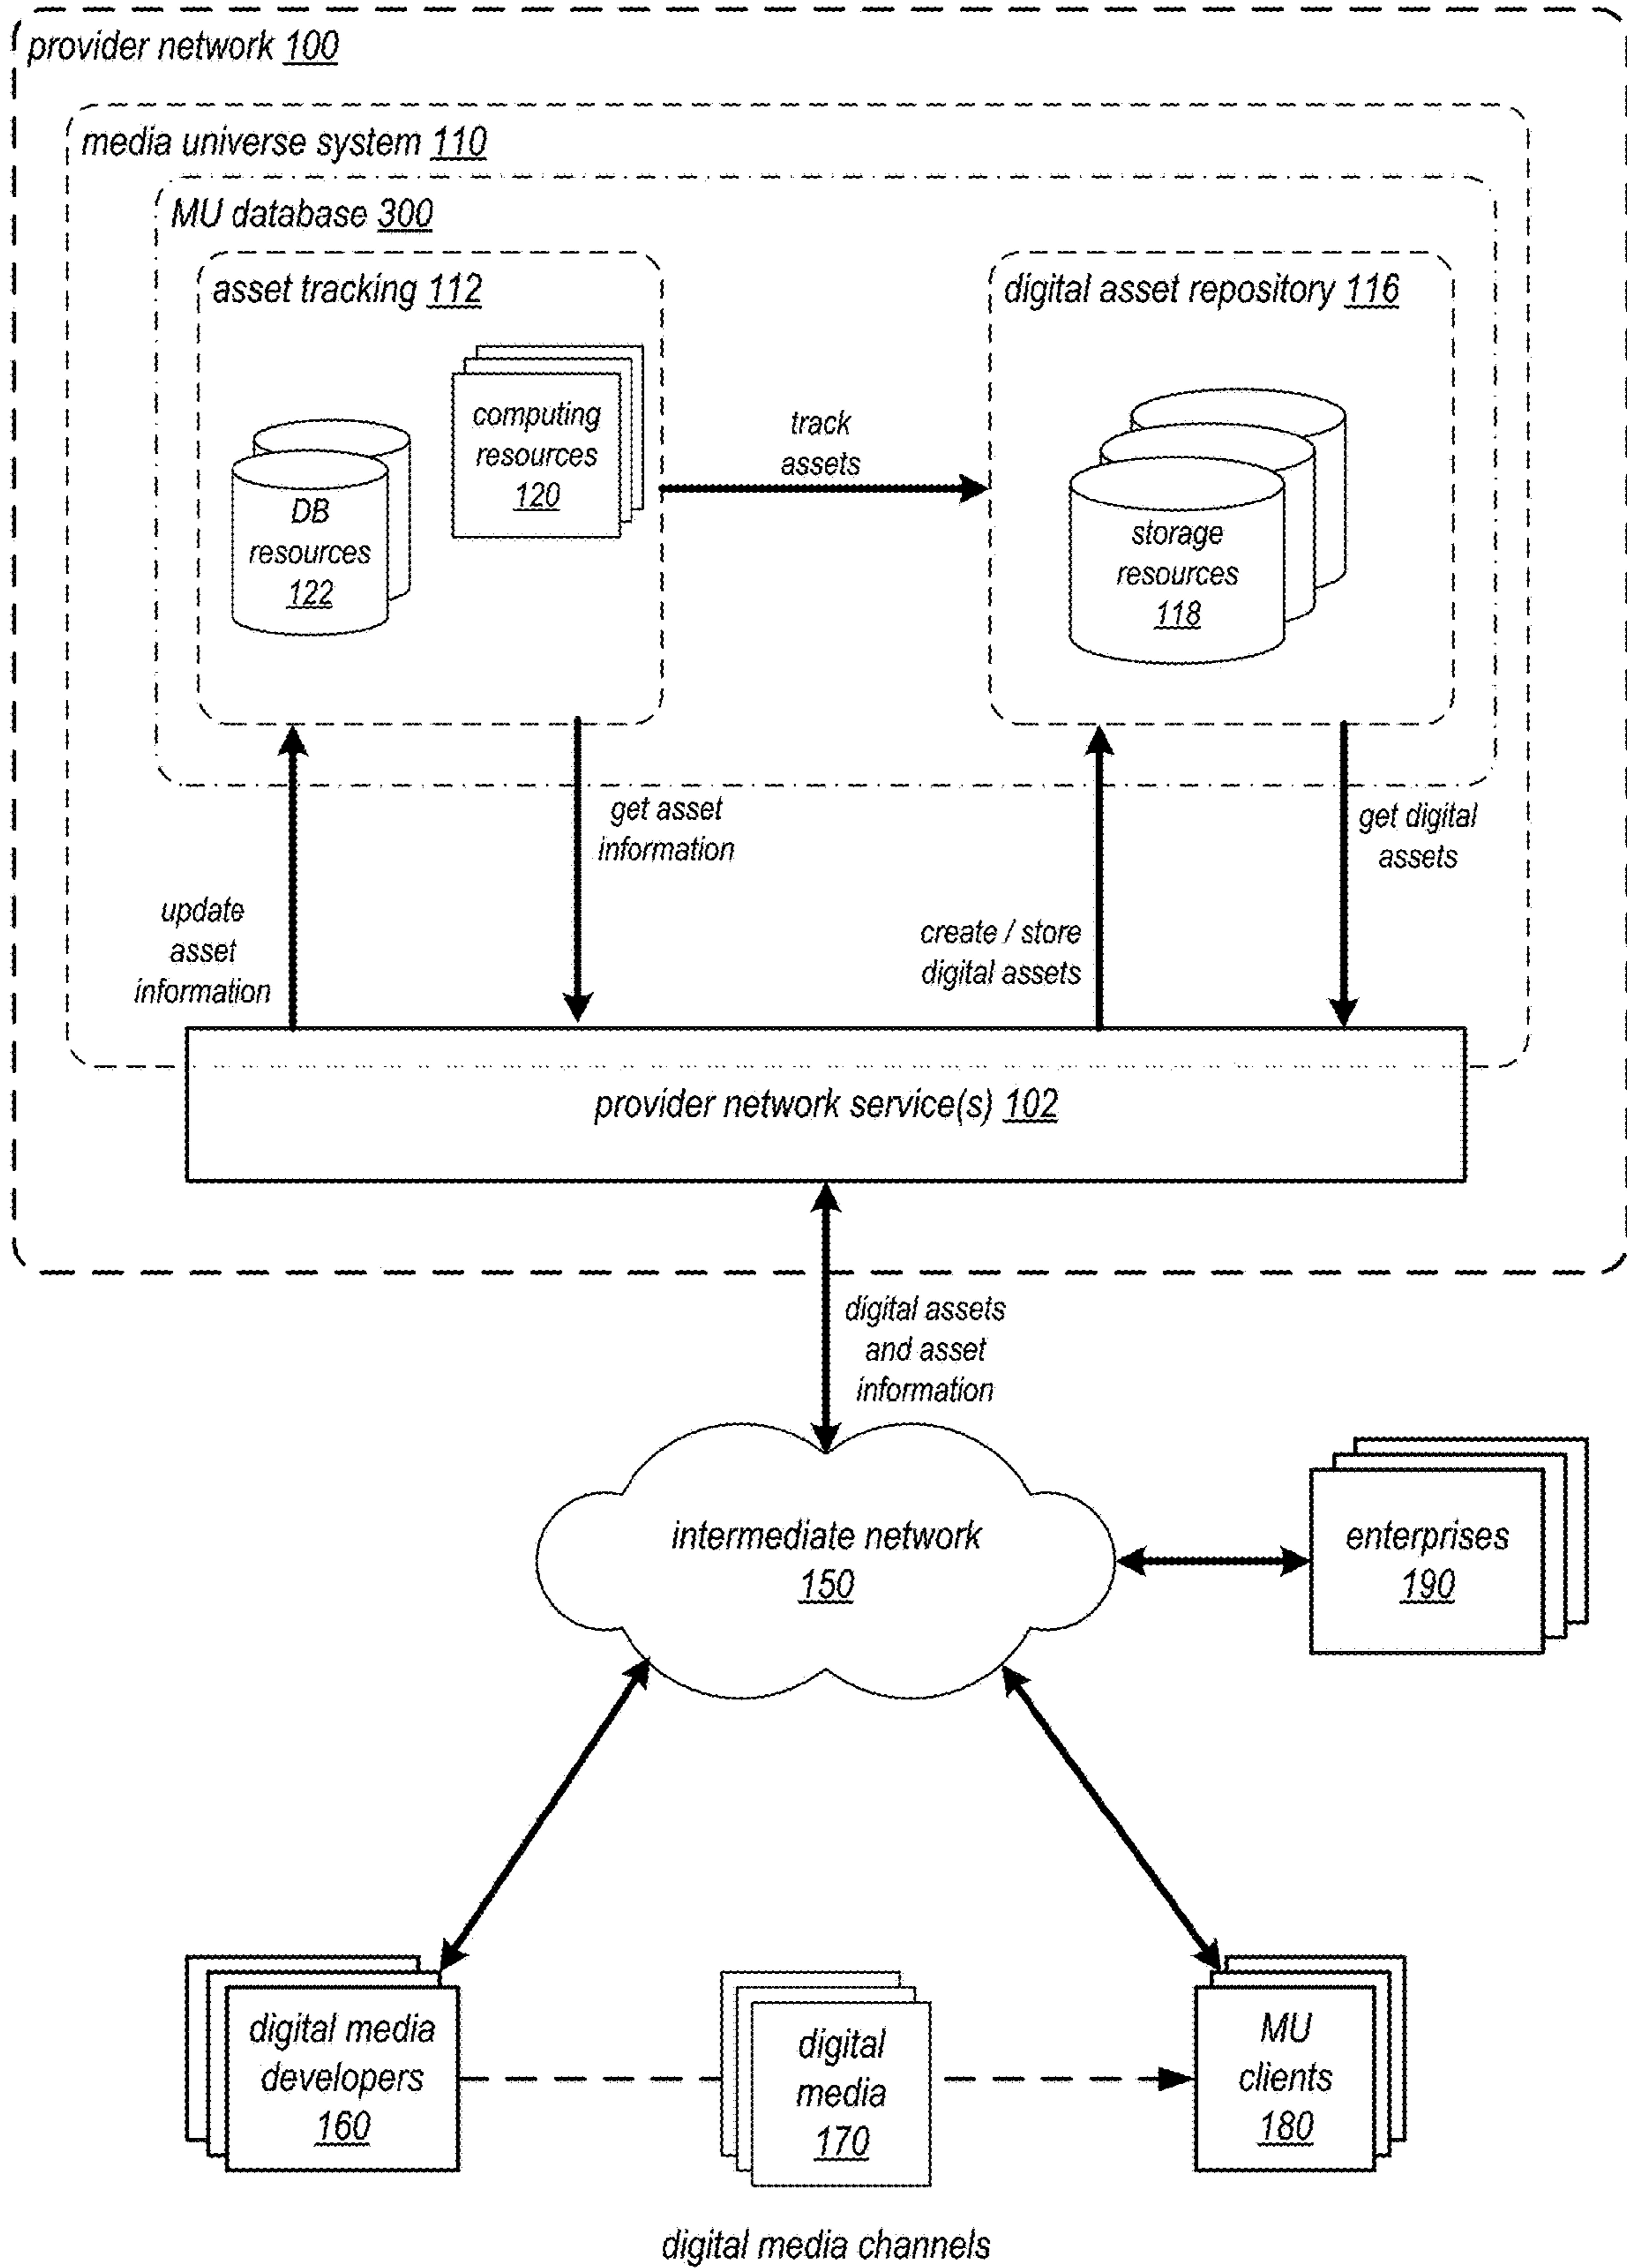 provider network 100
media universe system 110
MU database 300
asset tracking 112
digital asset repository 116
computing
resources
120
DB
resources
122
track
assets
storage
resources
118
get asset
information
get digital
assets
update
asset
information
create / store
digital assets
provider network service(s) 102
digital assets
and asset
information
intermediate network
150
enterprises
190
digital media
developers
160
digital
media
170
MU
clients
180
digital media channels